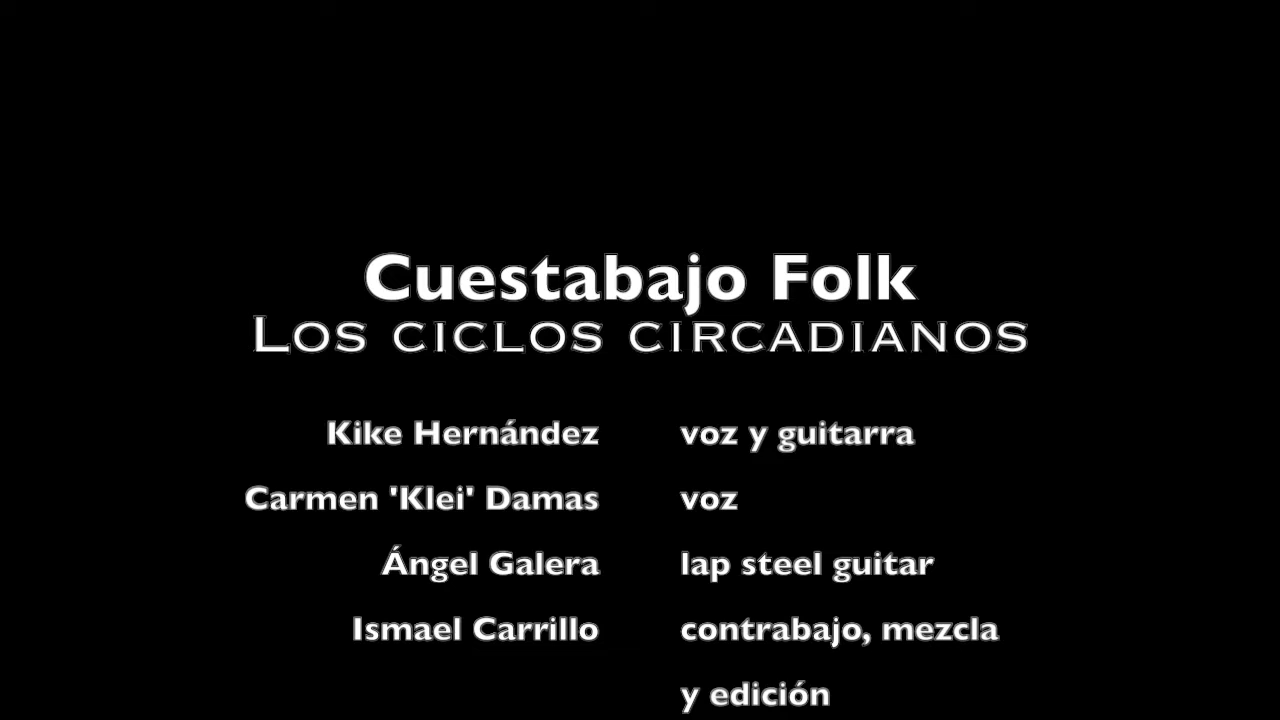 Cuestabajo Folk
Los ciclos circadianos
Kike Hernández voz y guitarra
Carmen 'Klei' Damas voz
Ángel Galera lap steel guitar
Ismael Carrillo contrabajo, mezcla
y edición